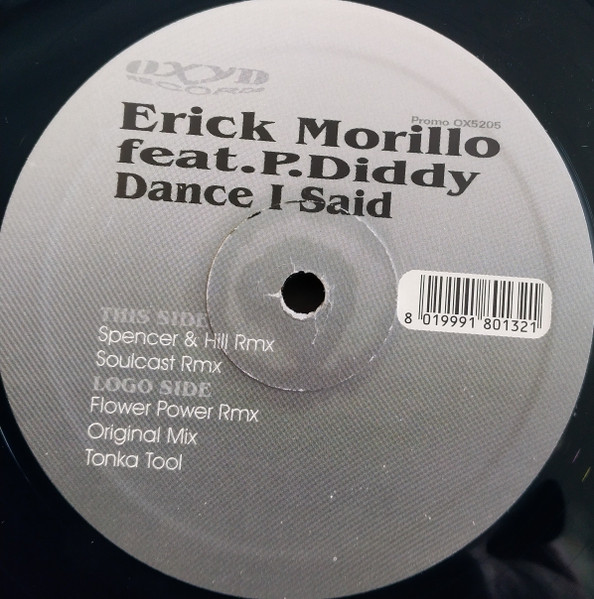 OXYD
RECORDS
Promo OX5205
Erick Morillo
feat.P.Diddy
Dance I Said
8 019991 801321
THIS SIDE
Spencer & Hill Rmx
Soulcast Rmx
LOGO SIDE
Flower Power Rmx
Original Mix
Tonka Tool